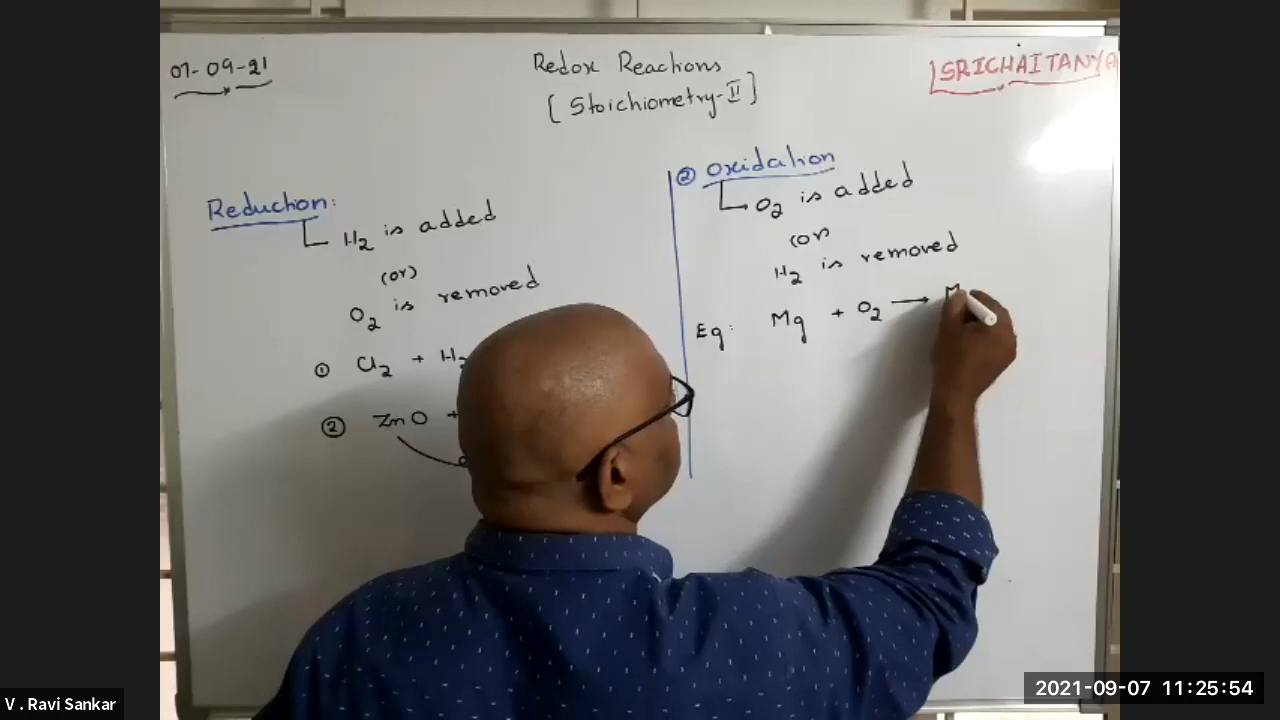 07-09-21
Redox Reactions
[Stoichiometry-II]
SRICHAITANYA
Reduction:
H2 is added
(or)
O2 is removed
① Cl2 + H2
② ZnO +
② Oxidation
O2 is added
(or)
H2 is removed
Eg: Mg + O2 → M
V . Ravi Sankar
2021-09-07 11:25:54